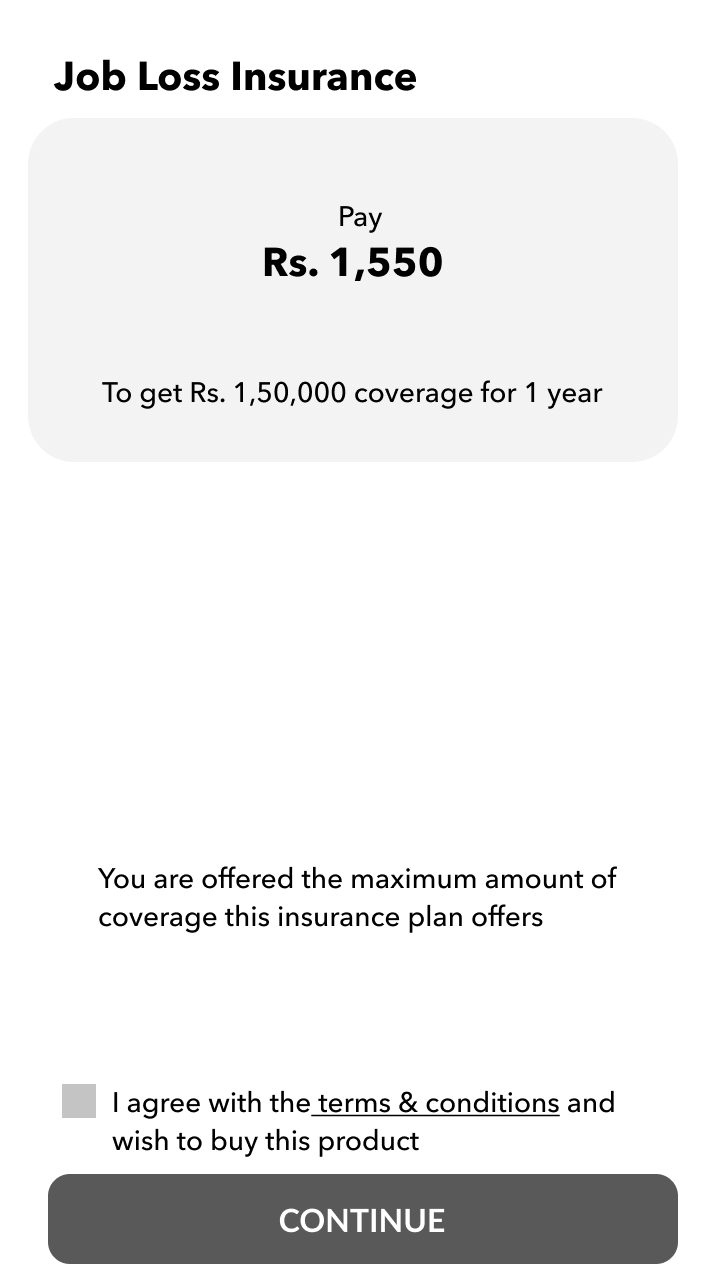 Job Loss Insurance
Pay
Rs. 1,550
To get Rs. 1,50,000 coverage for 1 year
You are offered the maximum amount of
coverage this insurance plan offers
I agree with the terms & conditions and
wish to buy this product
CONTINUE